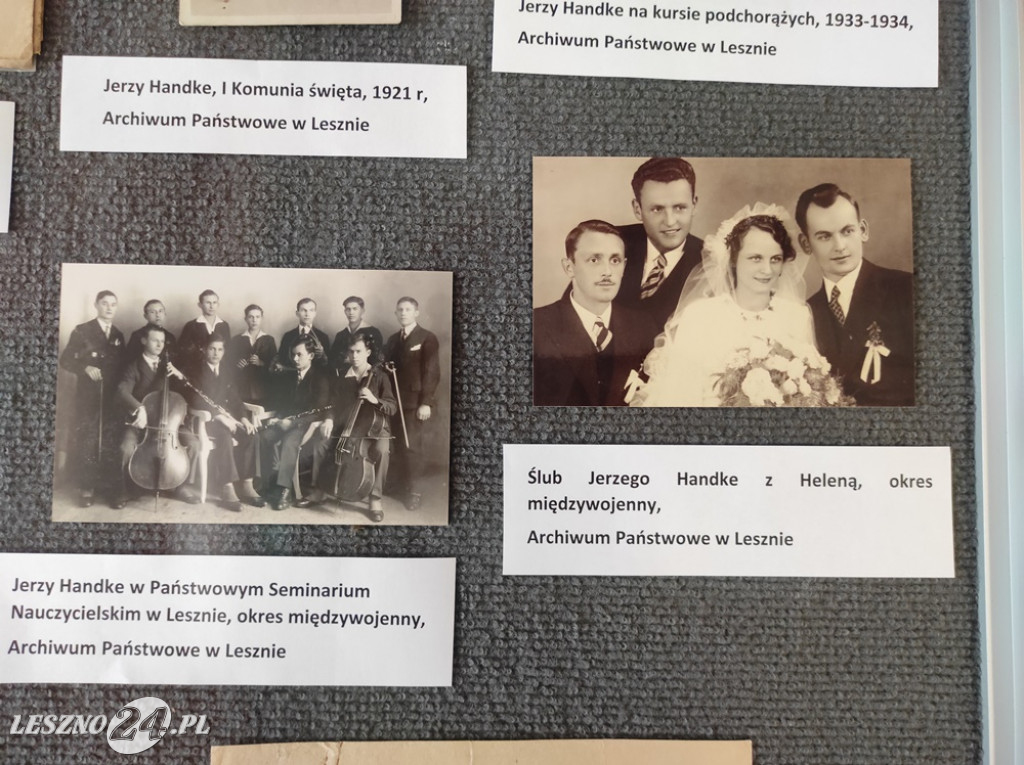 Jerzy Handke na kursie podchorążych, 1933-1934,
Archiwum Państwowe w Lesznie
Jerzy Handke, I Komunia święta, 1921 r,
Archiwum Państwowe w Lesznie
Ślub Jerzego Handke z Heleną, okres
międzywojenny,
Archiwum Państwowe w Lesznie
Jerzy Handke w Państwowym Seminarium
Nauczycielskim w Lesznie, okres międzywojenny,
Archiwum Państwowe w Lesznie
LESZNO24.PL